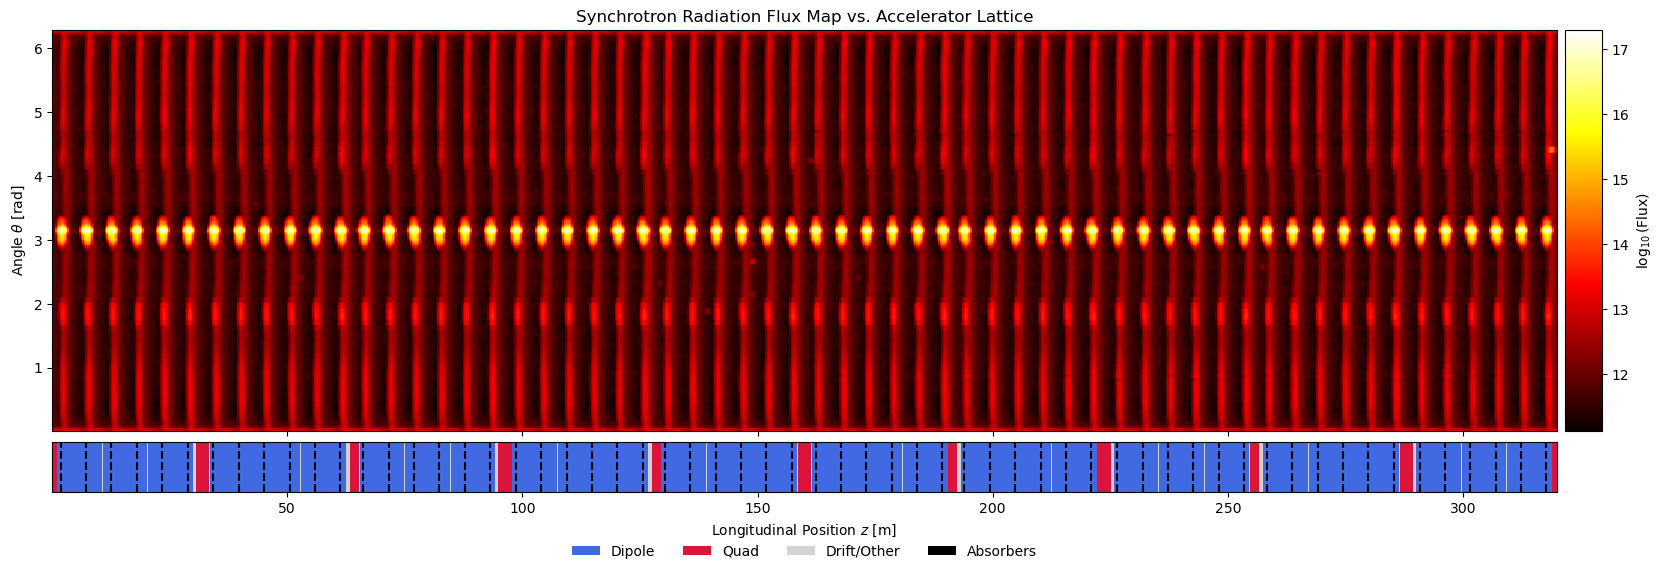 Synchrotron Radiation Flux Map vs. Accelerator Lattice
6
5
4
3
2
1
Angle θ [rad]
17
16
15
14
13
12
log₁₀(Flux)
50 100 150 200 250 300
Longitudinal Position z [m]
Dipole Quad Drift/Other Absorbers